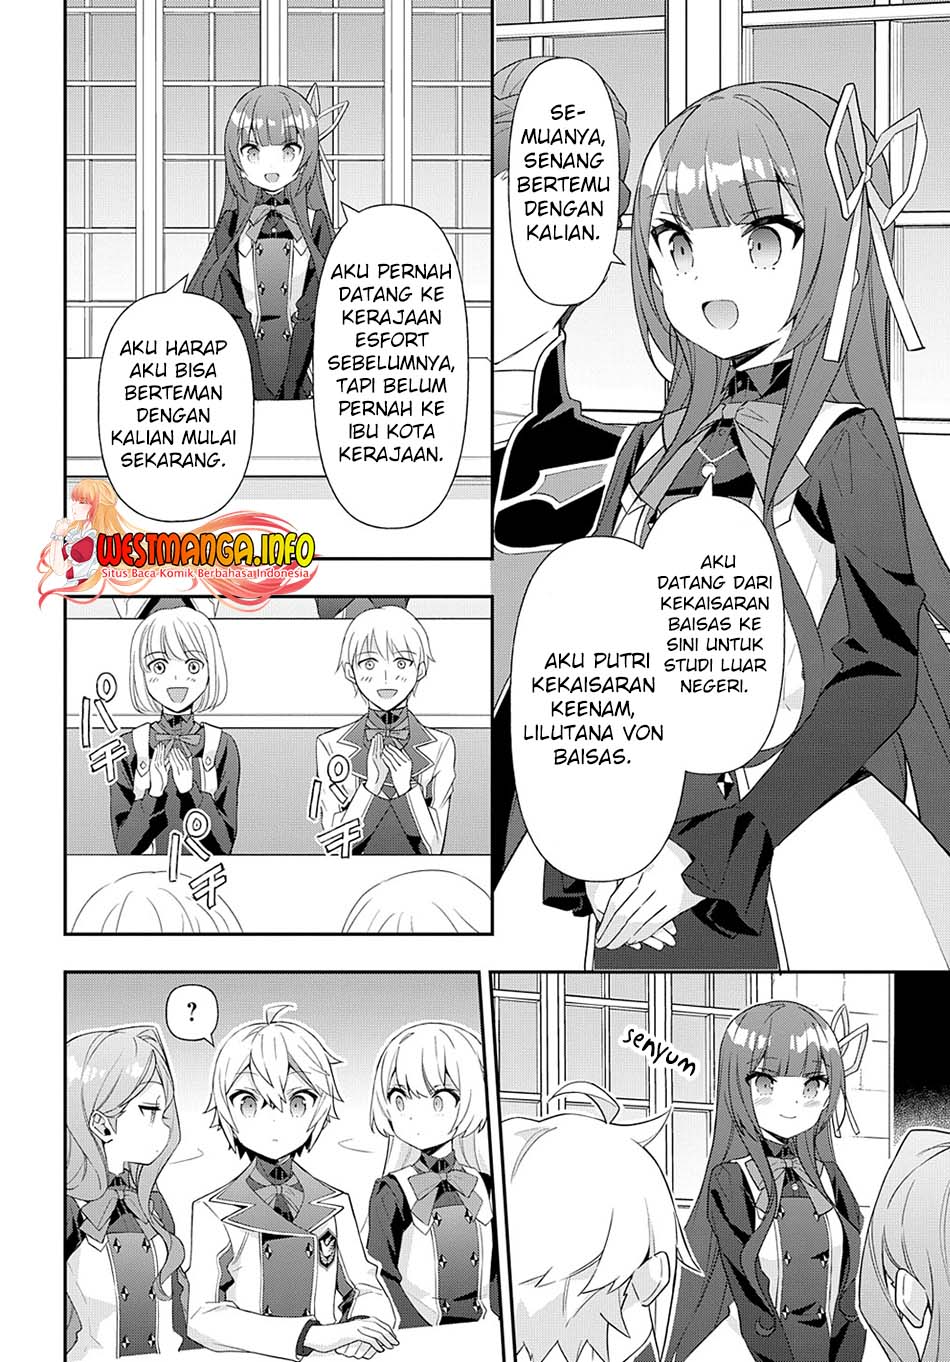 SE-
MUANYA,
SENANG
BERTEMU
DENGAN
KALIAN.
AKU
DATANG DARI
KEKAISARAN
BAISAS KE
SINI UNTUK
STUDI LUAR
NEGERI.
AKU PUTRI
KEKAISARAN
KEENAM,
LILUTANA VON
BAISAS.
AKU PERNAH
DATANG KE
KERAJAAN
ESFORT
SEBELUMNYA,
TAPI BELUM
PERNAH KE
IBU KOTA
KERAJAAN.
AKU HARAP
AKU BISA
BERTEMAN
DENGAN
KALIAN MULAI
SEKARANG.
WESTMANGA.INFO
Situs Baca Komik Berbahasa Indonesia
パチ
パチ
パチ
senyum
?